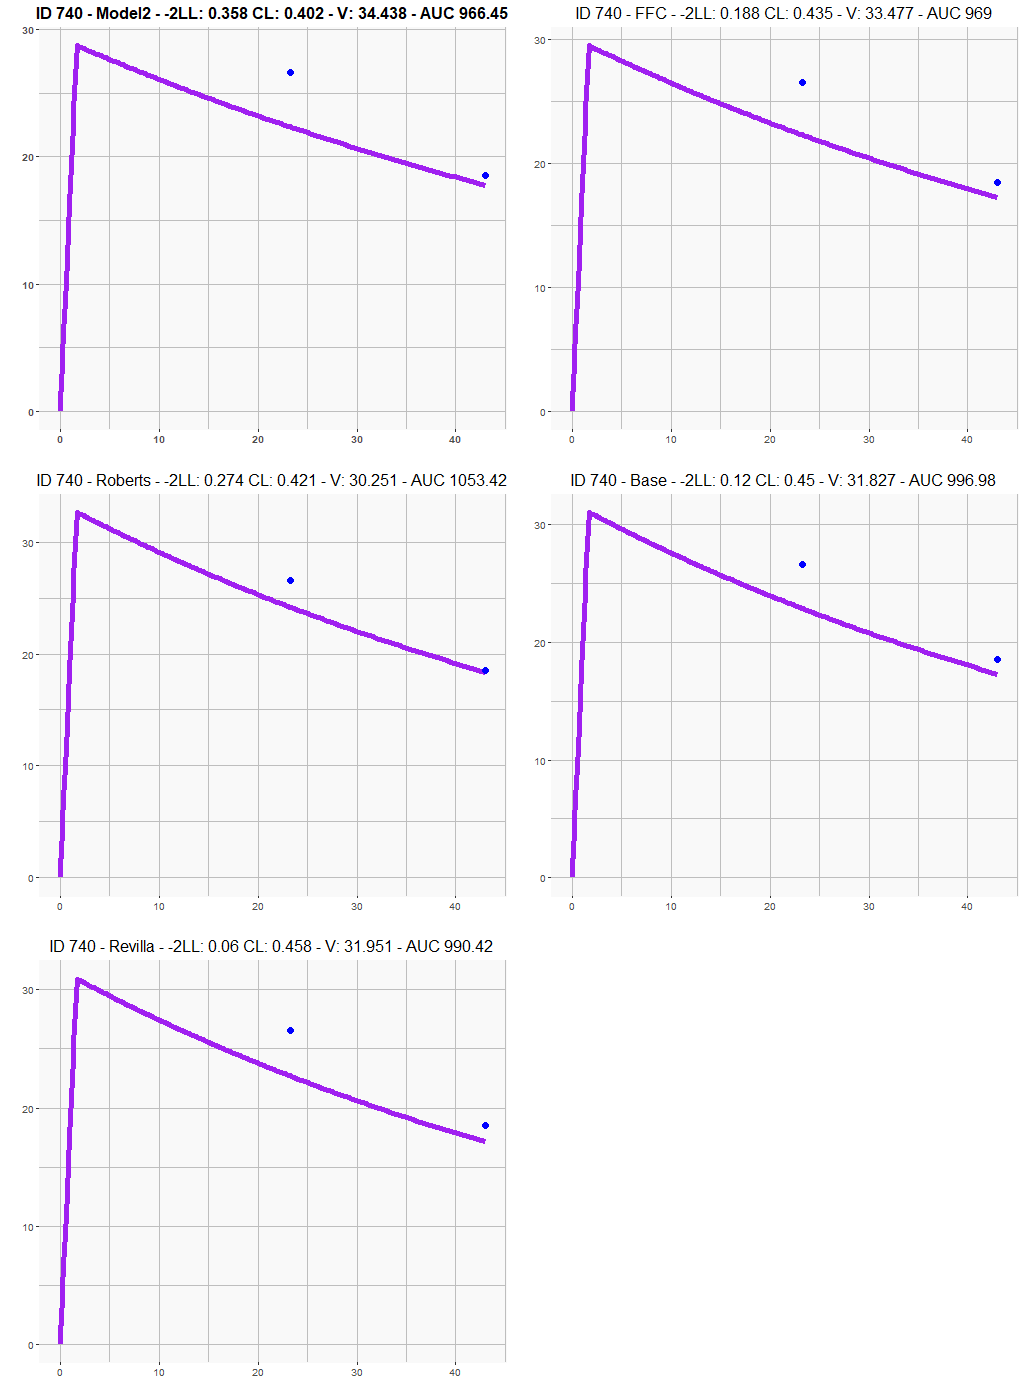 ID 740 - Model2 - -2LL: 0.358 CL: 0.402 - V: 34.438 - AUC 966.45
30
20
10
0
0 10 20 30 40
ID 740 - FFC - -2LL: 0.188 CL: 0.435 - V: 33.477 - AUC 969
30
20
10
0
0 10 20 30 40
ID 740 - Roberts - -2LL: 0.274 CL: 0.421 - V: 30.251 - AUC 1053.42
30
20
10
0
0 10 20 30 40
ID 740 - Base - -2LL: 0.12 CL: 0.45 - V: 31.827 - AUC 996.98
30
20
10
0
0 10 20 30 40
ID 740 - Revilla - -2LL: 0.06 CL: 0.458 - V: 31.951 - AUC 990.42
30
20
10
0
0 10 20 30 40